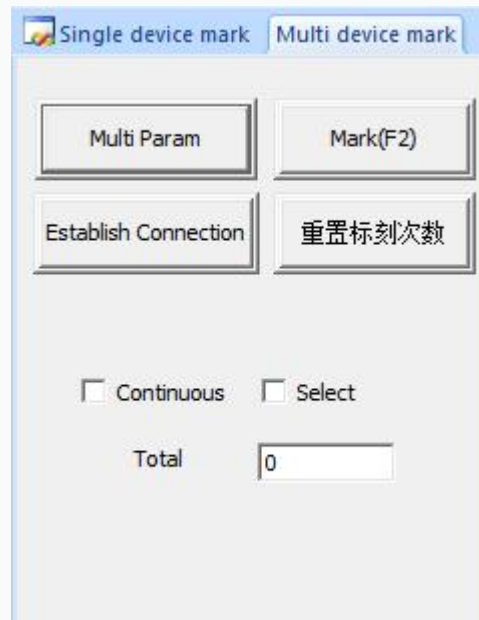 Single device mark Multi device mark
Multi Param Mark(F2)
Establish Connection 重置标刻次数
Continuous Select
Total 0